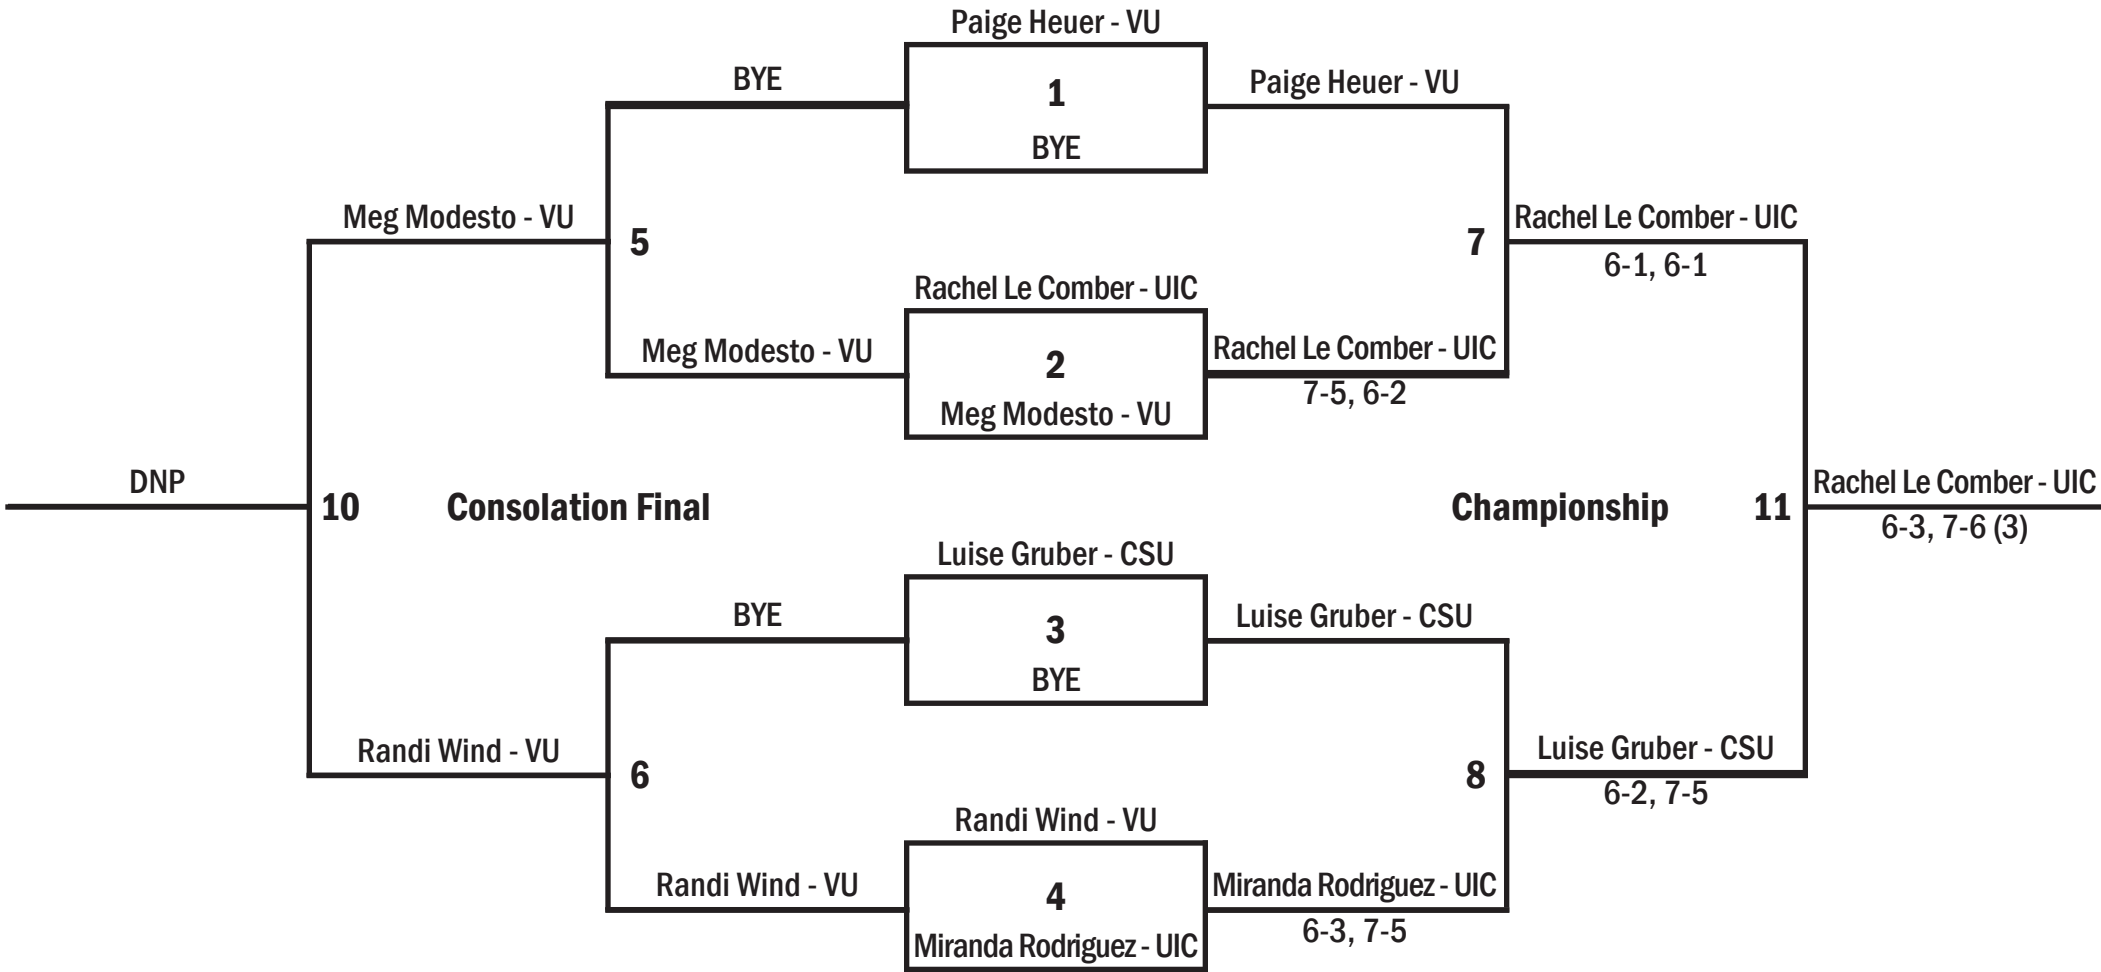 Paige Heuer - VU
BYE
1
Paige Heuer - VU
BYE
Meg Modesto - VU
5
7
Rachel Le Comber - UIC
6-1, 6-1
Rachel Le Comber - UIC
Meg Modesto - VU
2
Rachel Le Comber - UIC
7-5, 6-2
Meg Modesto - VU
DNP
10
Consolation Final
Championship
11
Rachel Le Comber - UIC
6-3, 7-6 (3)
Luise Gruber - CSU
BYE
3
Luise Gruber - CSU
BYE
Randi Wind - VU
6
8
Luise Gruber - CSU
6-2, 7-5
Randi Wind - VU
Randi Wind - VU
4
Miranda Rodriguez - UIC
6-3, 7-5
Miranda Rodriguez - UIC